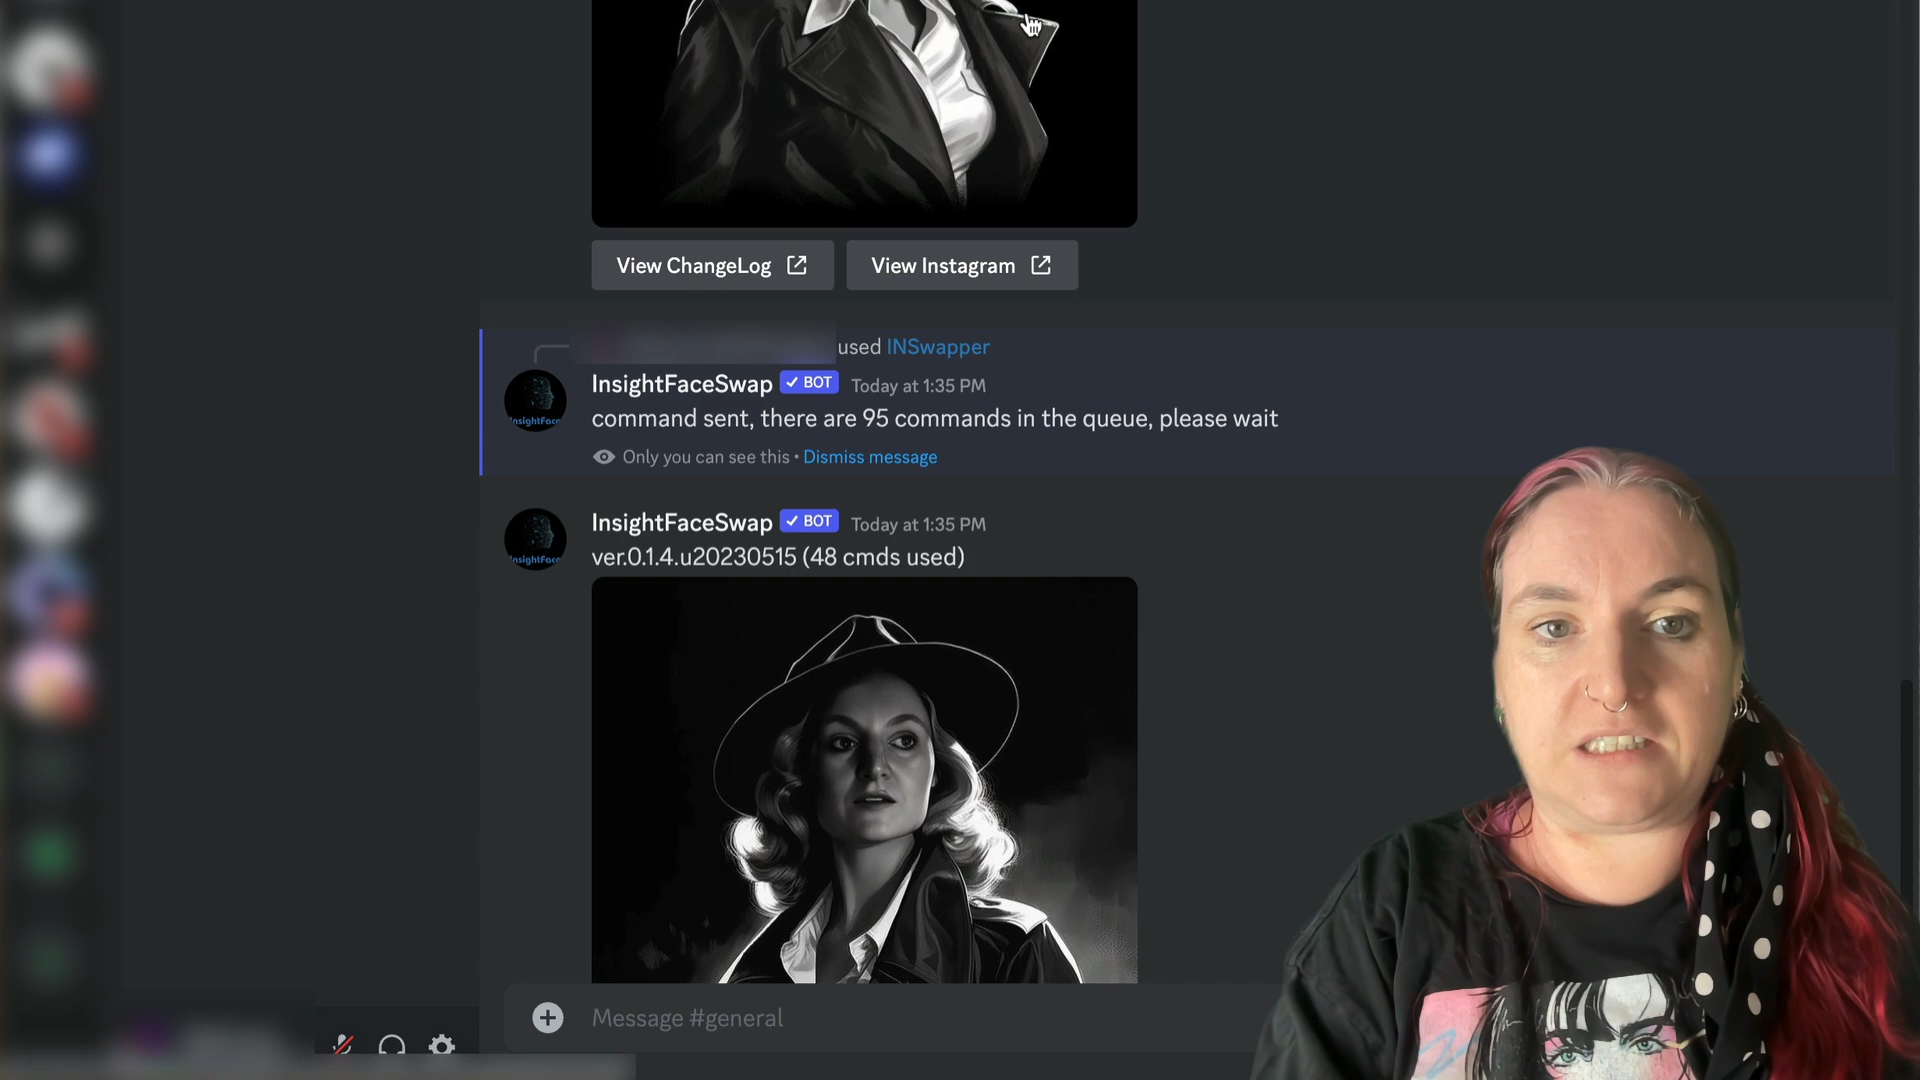 View ChangeLog
View Instagram
used INSwapper
InsightFaceSwap ✓ BOT Today at 1:35 PM
command sent, there are 95 commands in the queue, please wait
InsightFace
Only you can see this • Dismiss message
InsightFaceSwap ✓ BOT Today at 1:35 PM
ver.0.1.4.u20230515 (48 cmds used)
InsightFace
Message #general